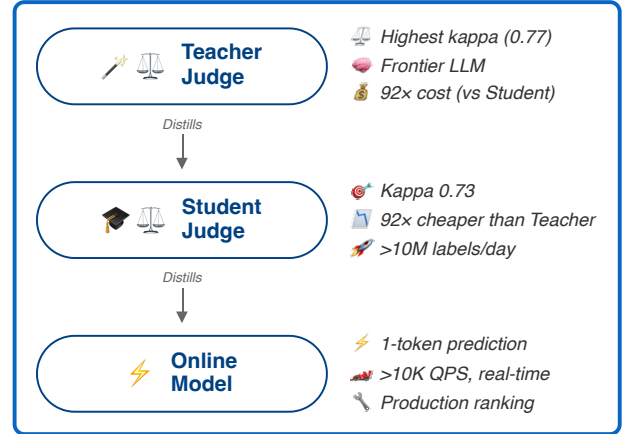 Teacher
Judge
Highest kappa (0.77)
Frontier LLM
92× cost (vs Student)
Distills
Student
Judge
Kappa 0.73
92× cheaper than Teacher
>10M labels/day
Distills
Online
Model
1-token prediction
>10K QPS, real-time
Production ranking